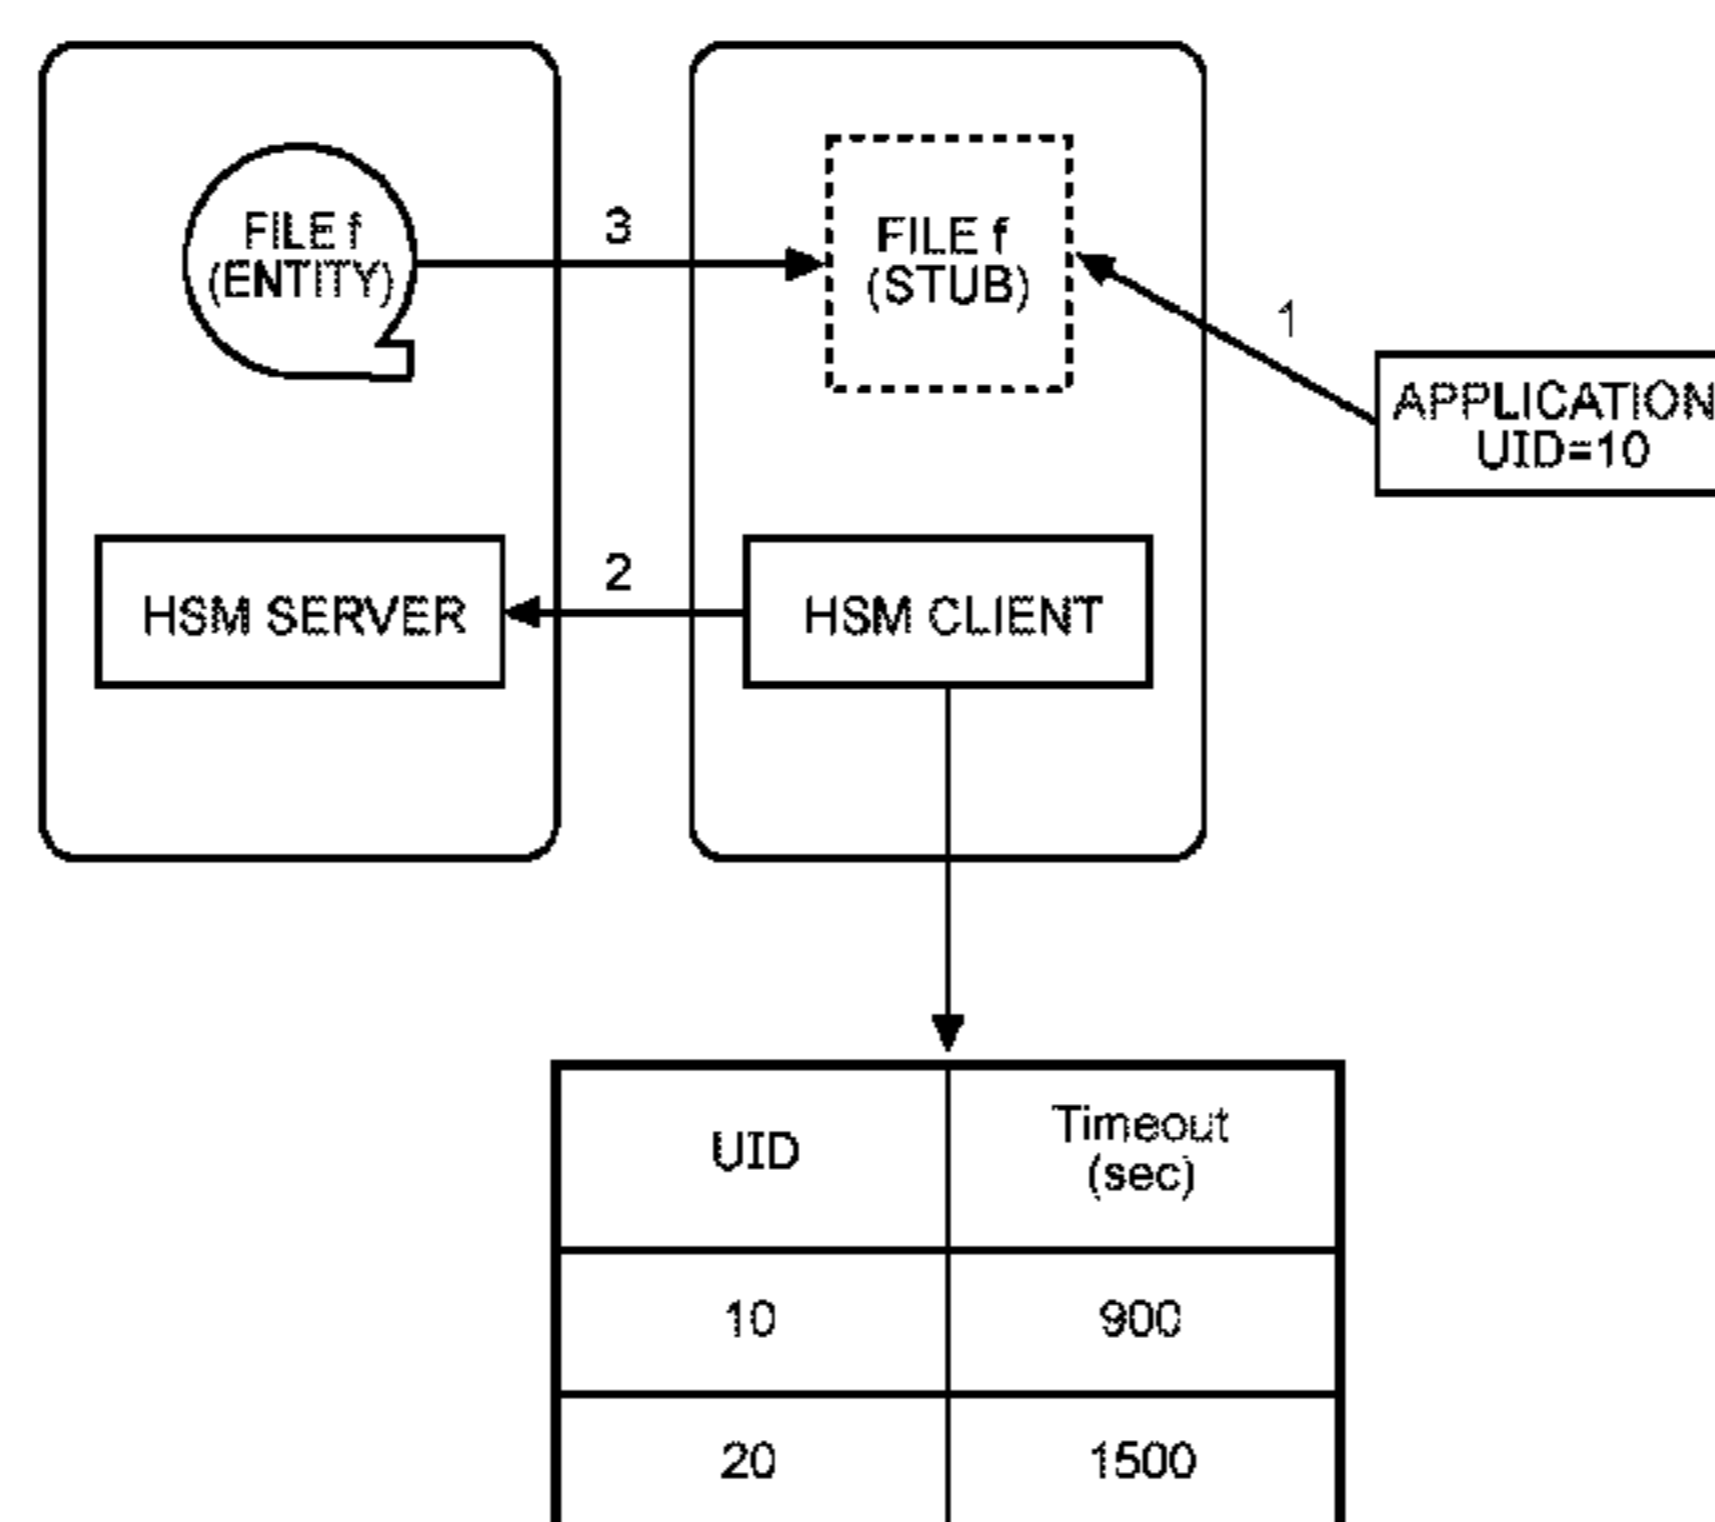 FILE f
(ENTITY)
3
FILE f
(STUB)
1
APPLICATION
UID=10
HSM SERVER
2
HSM CLIENT
UID
Timeout
(sec)
10
900
20
1500